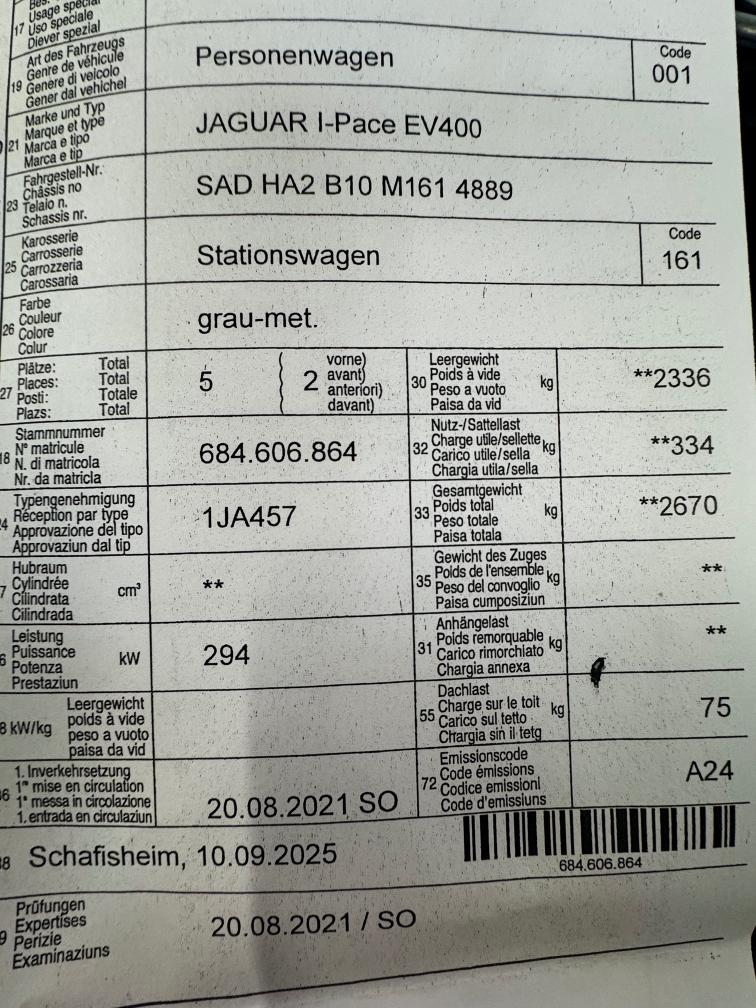 Bes.
Usage special
17 Uso speciale
Diever spezial
Art des Fahrzeugs
Genre de véhicule
19 Genere di veicolo
Gener dal vehichel
Personenwagen
Code
001
Marke und Typ
Marque et type
21 Marca e tipo
Marca e tip
JAGUAR I-Pace EV400
Fahrgestell-Nr.
Châssis no
23 Telaio n.
Schassis nr.
SAD HA2 B10 M161 4889
Karosserie
Carrosserie
25 Carrozzeria
Carossaria
Stationswagen
Code
161
Farbe
Couleur
26 Colore
Colur
grau-met.
Plätze: Total
Places: Total
27 Posti: Totale
Plazs: Total
5 2
vorne)
avant)
anteriori)
davant)
Leergewicht
30 Poids à vide kg
Peso a vuoto
Paisa da vid
**2336
Stammnummer
N° matricule
18 N. di matricola
Nr. da matricla
684.606.864
Nutz-/Sattellast
32 Charge utile/sellette kg
Carico utile/sella
Chargia utila/sella
**334
Typengenehmigung
Réception par type
Approvazione del tipo
Approvaziun dal tip
1JA457
Gesamtgewicht
33 Poids total kg
Peso totale
Paisa totala
**2670
Hubraum
Cylindrée cm³
Cilindrata
Cilindrada
**
Gewicht des Zuges
35 Poids de l'ensemble kg
Peso del convoglio
Paisa cumposiziun
**
Leistung
Puissance kW
Potenza
Prestaziun
294
Anhängelast
31 Poids remorquable kg
Carico rimorchiato
Chargia annexa
**
Leergewicht
kW/kg poids à vide
peso a vuoto
paisa da vid
Dachlast
55 Charge sur le toit kg
Carico sul tetto
Chargia sin il tetg
75
1. Inverkehrsetzung
1re mise en circulation
1a messa in circolazione
1. entrada en circulaziun
20.08.2021 SO
Emissionscode
72 Code émissions
Codice emissioni
Code d'emissiuns
A24
Schafisheim, 10.09.2025
684.606.864
Prüfungen
Expertises
Perizie
Examinaziuns
20.08.2021 / SO